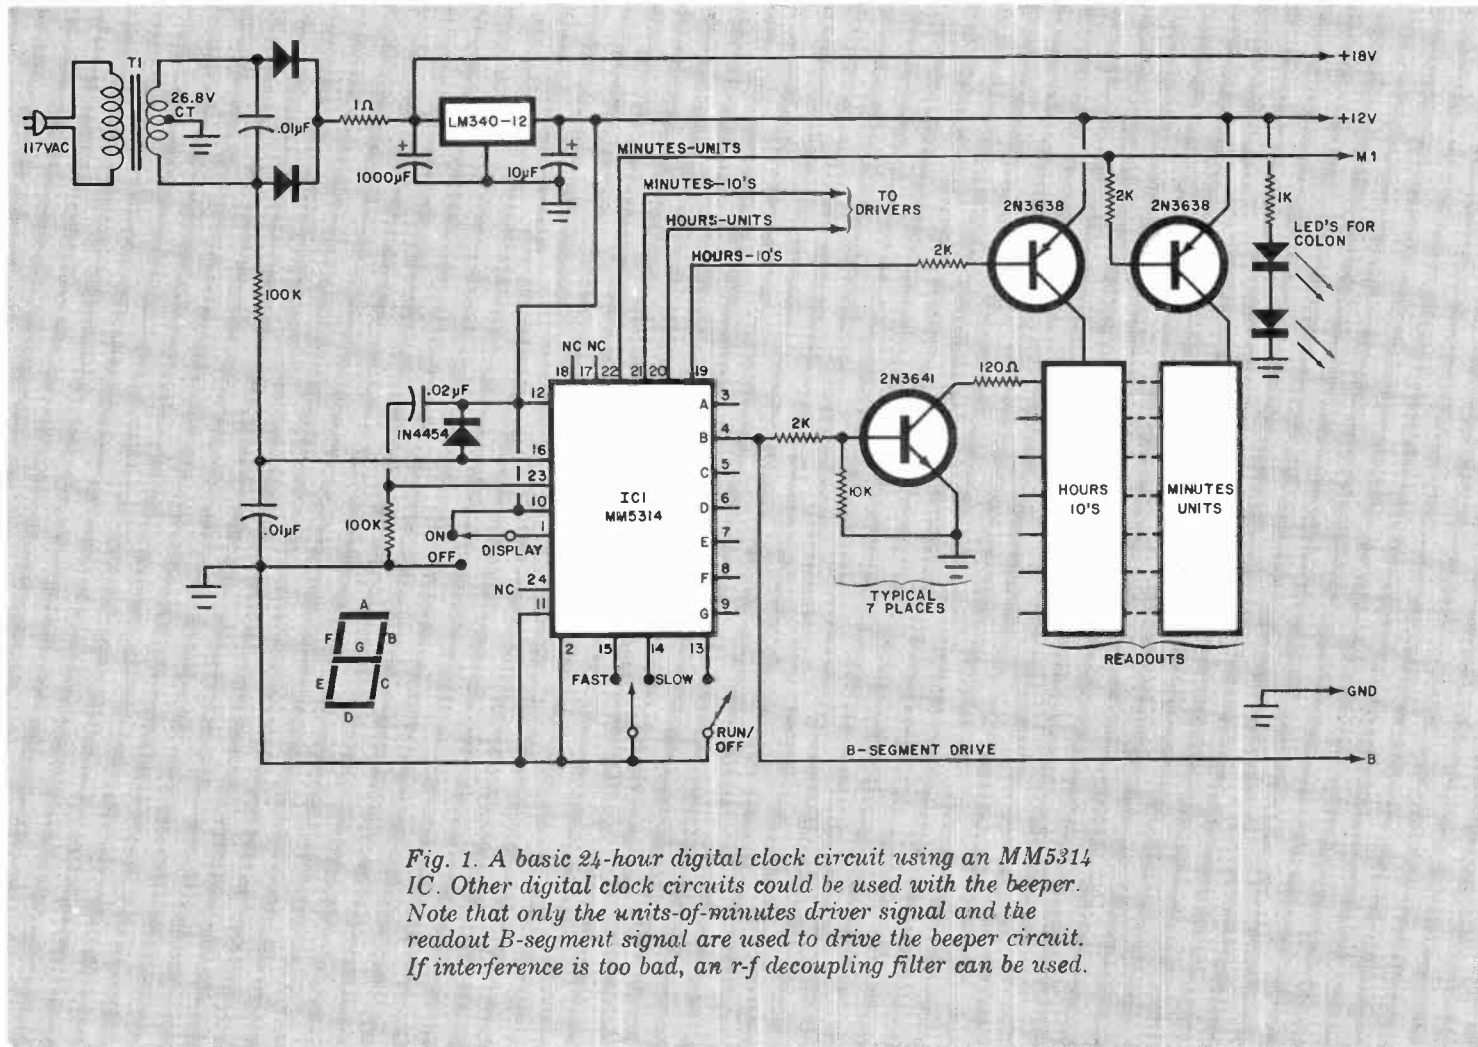 T1
26.8V
CT
117VAC
.01µF
1Ω
LM340-12
1000µF
10µF
+18V
+12V
MINUTES-UNITS
M1
MINUTES-10'S
TO
DRIVERS
HOURS-UNITS
HOURS-10'S
2K
2N3638
2K
2N3638
1K
LED'S FOR
COLON
100K
NC NC
18 17 22 21 20 19
.02µF
1N4454
12
16
23
10
1
100K
ON
DISPLAY
OFF
.01µF
NC
24
11
IC1
MM5314
A 3
B 4
C 5
D 6
E 7
F 8
G 9
2 15 14 13
FAST
SLOW
RUN/
OFF
2K
10K
2N3641
120Ω
TYPICAL
7 PLACES
HOURS
10'S
MINUTES
UNITS
READOUTS
GND
B-SEGMENT DRIVE
B
A
F
B
G
E
C
D
Fig. 1. A basic 24-hour digital clock circuit using an MM5314
IC. Other digital clock circuits could be used with the beeper.
Note that only the units-of-minutes driver signal and the
readout B-segment signal are used to drive the beeper circuit.
If interference is too bad, an r-f decoupling filter can be used.